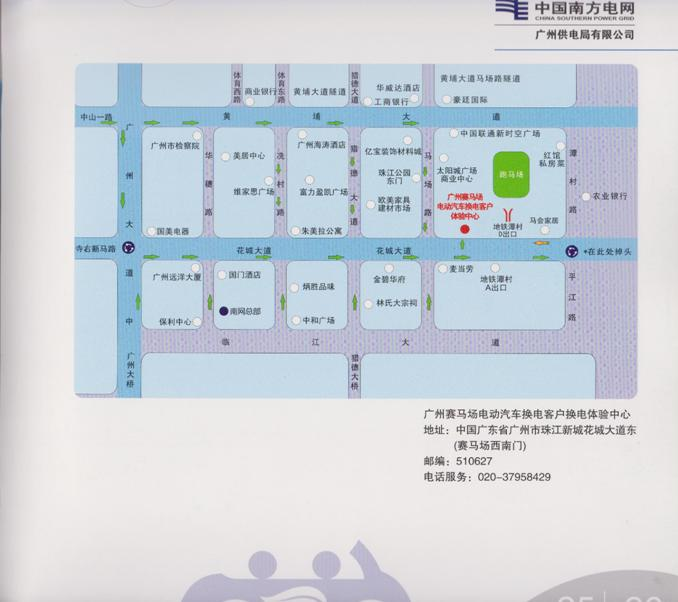 中国南方电网
CHINA SOUTHERN POWER GRID
广州供电局有限公司
体育西路
商业银行
体育东路
黄埔大道隧道
猎德大道
华威达酒店
工商银行
黄埔大道马场路隧道
豪廷国际
中山一路
黄埔大道
广州大道中
广州市检察院
华穗路
美居中心
维家思广场
冼村路
广州海涛酒店
富力盈凯广场
猎德大道
亿宝装饰材料城
珠江公园
东门
欧美家具
建材市场
马场路
中国联通新时空广场
太阳城广场
商业中心
跑马场
红馆
私房菜
潭村路
农业银行
广州赛马场
电动汽车换电客户
体验中心
地铁潭村
D出口
马会家居
国美电器
朱美拉公寓
寺右新马路
花城大道
花城大道
*在此处掉头
广州远洋大厦
国门酒店
炳胜品味
金碧华府
麦当劳
地铁潭村
A出口
平江路
保利中心
南网总部
中和广场
林氏大宗祠
临江大道
广州大桥
猎德大桥
广州赛马场电动汽车换电客户换电体验中心
地址：中国广东省广州市珠江新城花城大道东
(赛马场西南门)
邮编：510627
电话服务：020-37958429